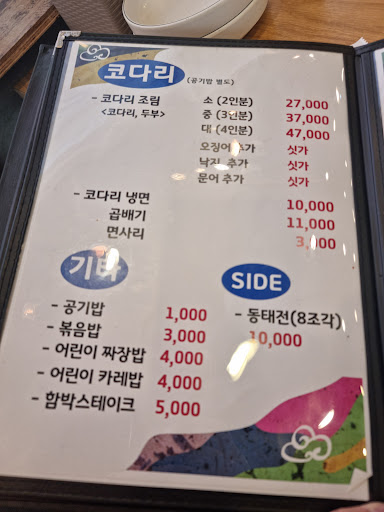 코다리 (공기밥 별도)
- 코다리 조림 소 (2인분) 27,000
<코다리, 두부> 중 (3인분) 37,000
대 (4인분) 47,000
오징어 추가 싯가
낙지 추가 싯가
문어 추가 싯가
- 코다리 냉면 10,000
곱배기 11,000
면사리 3,000
기타
- 공기밥 1,000
- 볶음밥 3,000
- 어린이 짜장밥 4,000
- 어린이 카레밥 4,000
- 함박스테이크 5,000
SIDE
- 동태전(8조각)
10,000